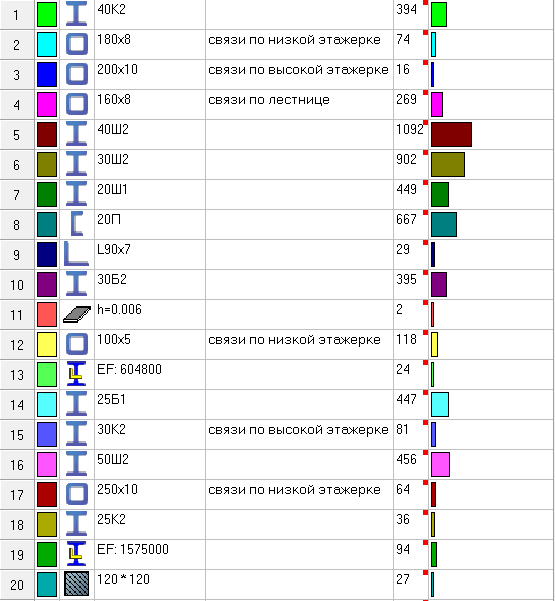 1 40К2 394
2 180x8 связи по низкой этажерке 74
3 200x10 связи по высокой этажерке 16
4 160x8 связи по лестнице 269
5 40Ш2 1092
6 30Ш2 902
7 20Ш1 449
8 20П 667
9 L90x7 29
10 30Б2 395
11 h=0.006 2
12 100x5 связи по низкой этажерке 118
13 EF: 604800 24
14 25Б1 447
15 30К2 связи по высокой этажерке 81
16 50Ш2 456
17 250x10 связи по низкой этажерке 64
18 25К2 36
19 EF: 1575000 94
20 120 * 120 27